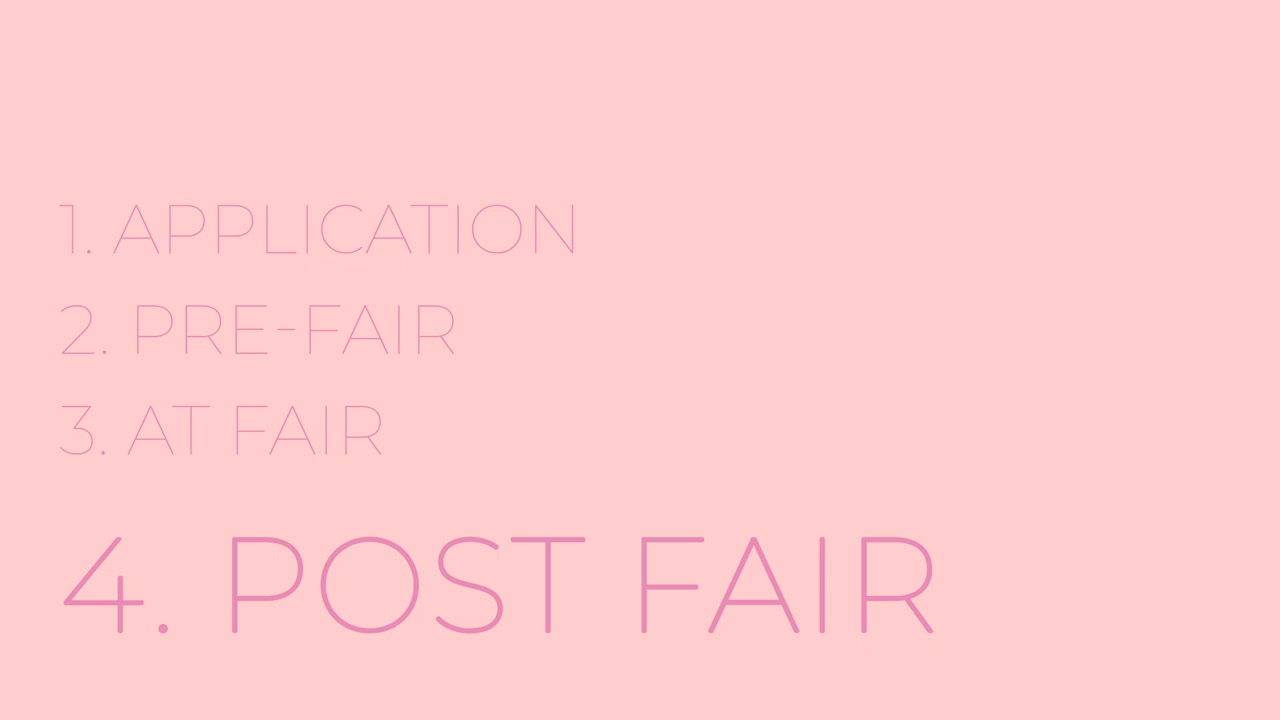 1. APPLICATION
2. PRE-FAIR
3. AT FAIR
4. POST FAIR